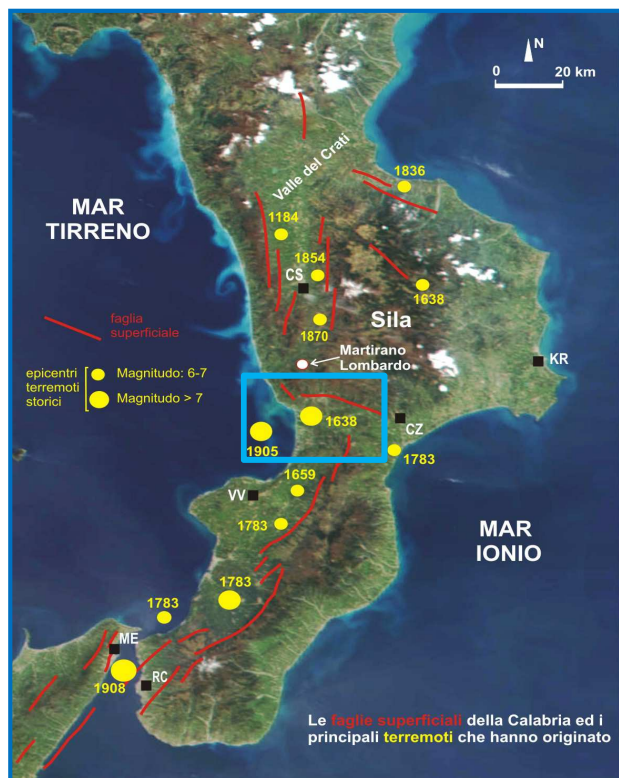 N
0 20 km
Valle del Crati
1836
MAR
TIRRENO
1184
1854
CS
1638
faglia
superficiale
Sila
1870
epicentri
terremoti
storici
Magnitudo: 6-7
Magnitudo > 7
Martirano
Lombardo
KR
1638
CZ
1905
1783
1659
VV
1783
MAR
IONIO
1783
1783
ME
RC
1908
Le faglie superficiali della Calabria ed i
principali terremoti che hanno originato